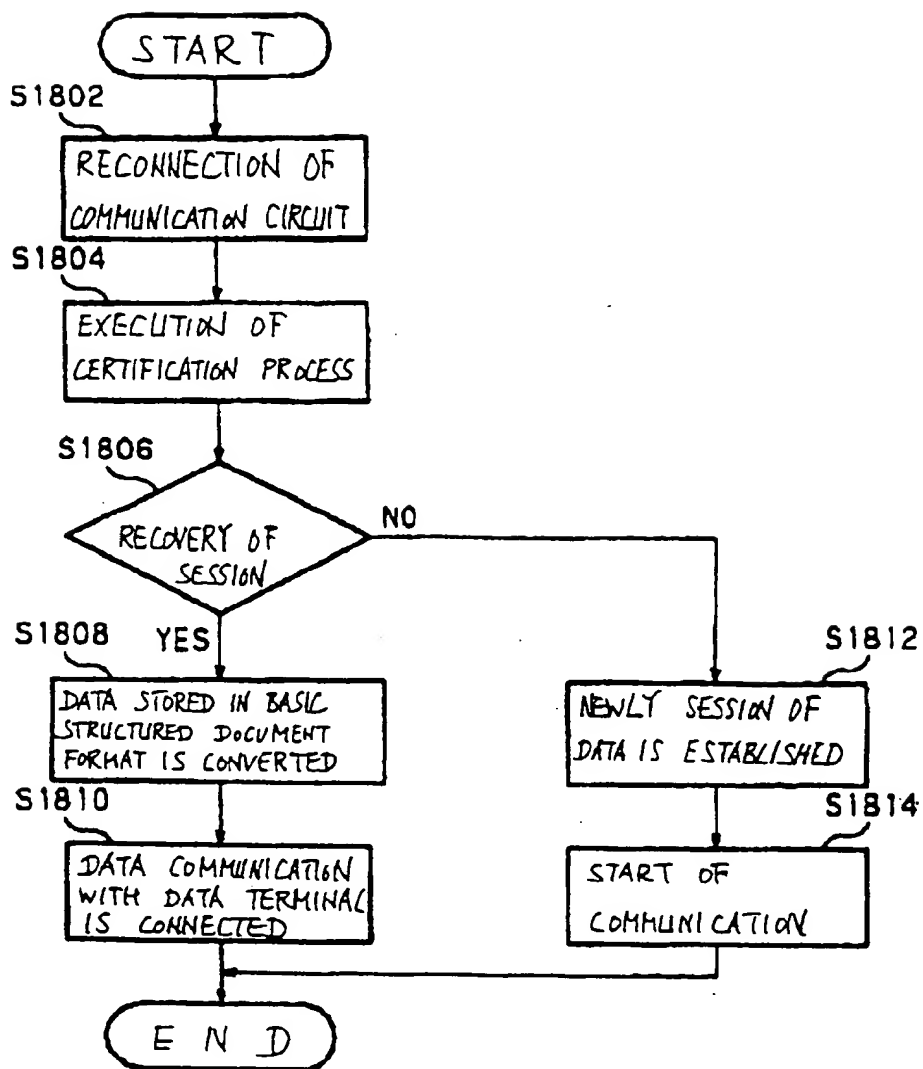 START
S1802
RECONNECTION OF
COMMUNICATION CIRCUIT
S1804
EXECUTION OF
CERTIFICATION PROCESS
S1806
RECOVERY OF
SESSION
NO
YES
S1808
DATA STORED IN BASIC
STRUCTURED DOCUMENT
FORMAT IS CONVERTED
S1810
DATA COMMUNICATION
WITH DATA TERMINAL
IS CONNECTED
S1812
NEWLY SESSION OF
DATA IS ESTABLISHED
S1814
START OF
COMMUNICATION
END